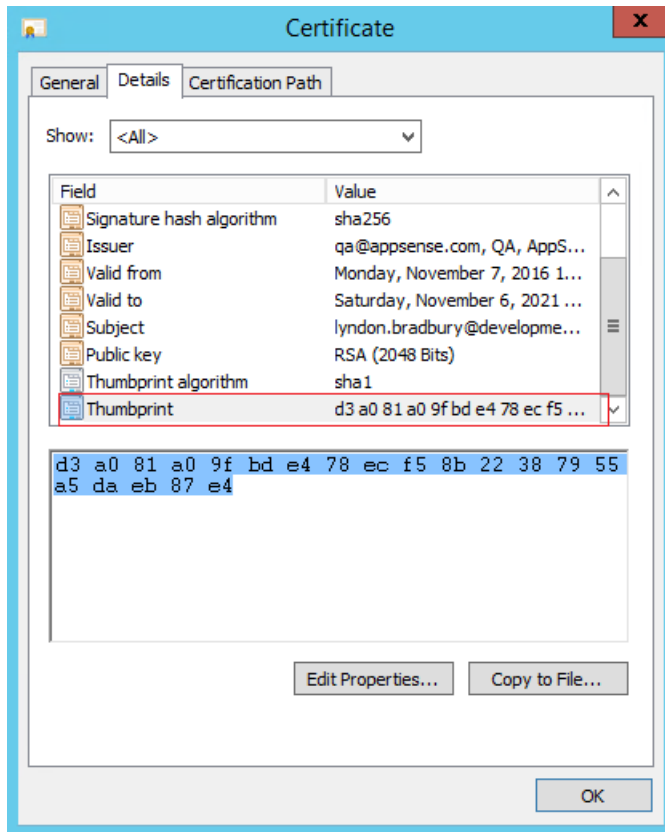 Certificate
x
General Details Certification Path
Show: <All>
Field Value
Signature hash algorithm sha256
Issuer qa@appsense.com, QA, AppS...
Valid from Monday, November 7, 2016 1...
Valid to Saturday, November 6, 2021 ...
Subject lyndon.bradbury@developme...
Public key RSA (2048 Bits)
Thumbprint algorithm sha1
Thumbprint d3 a0 81 a0 9f bd e4 78 ec f5 ...
d3 a0 81 a0 9f bd e4 78 ec f5 8b 22 38 79 55
a5 da eb 87 e4
Edit Properties... Copy to File...
OK